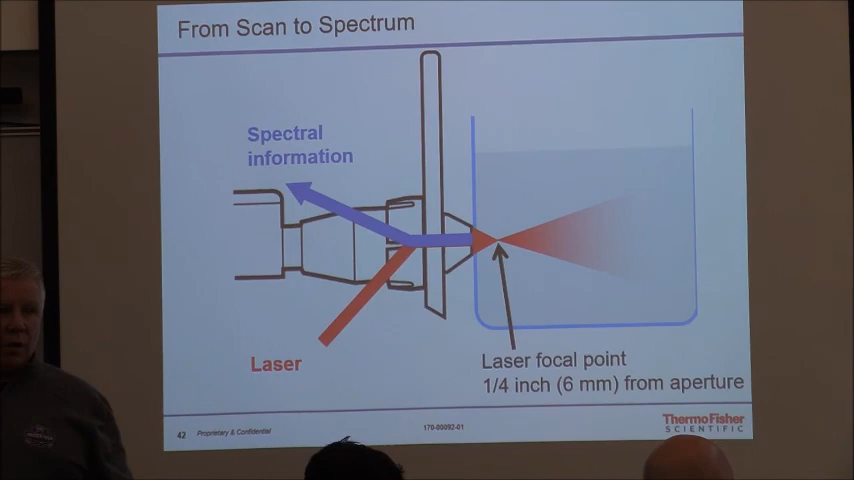 From Scan to Spectrum
Spectral
information
Laser
Laser focal point
1/4 inch (6 mm) from aperture
42 Proprietary & Confidential
170-00092-01
ThermoFisher
SCIENTIFIC